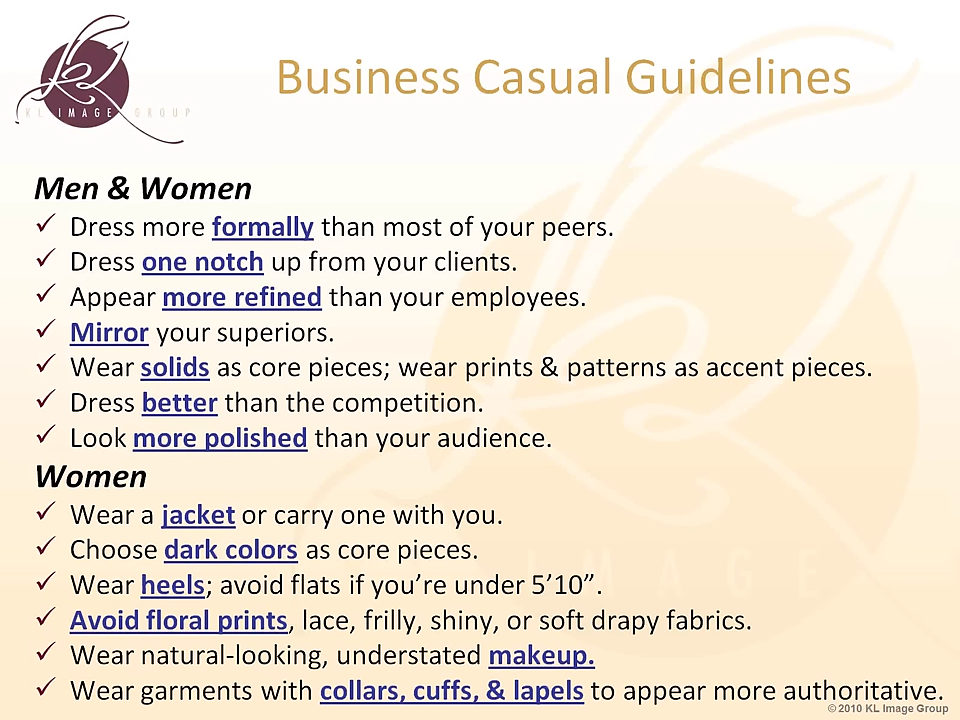 KL IMAGE GROUP
Business Casual Guidelines
Men & Women
✓ Dress more formally than most of your peers.
✓ Dress one notch up from your clients.
✓ Appear more refined than your employees.
✓ Mirror your superiors.
✓ Wear solids as core pieces; wear prints & patterns as accent pieces.
✓ Dress better than the competition.
✓ Look more polished than your audience.
Women
✓ Wear a jacket or carry one with you.
✓ Choose dark colors as core pieces.
✓ Wear heels; avoid flats if you’re under 5’10”.
✓ Avoid floral prints, lace, frilly, shiny, or soft drapy fabrics.
✓ Wear natural-looking, understated makeup.
✓ Wear garments with collars, cuffs, & lapels to appear more authoritative.
© 2010 KL Image Group
IMAGE